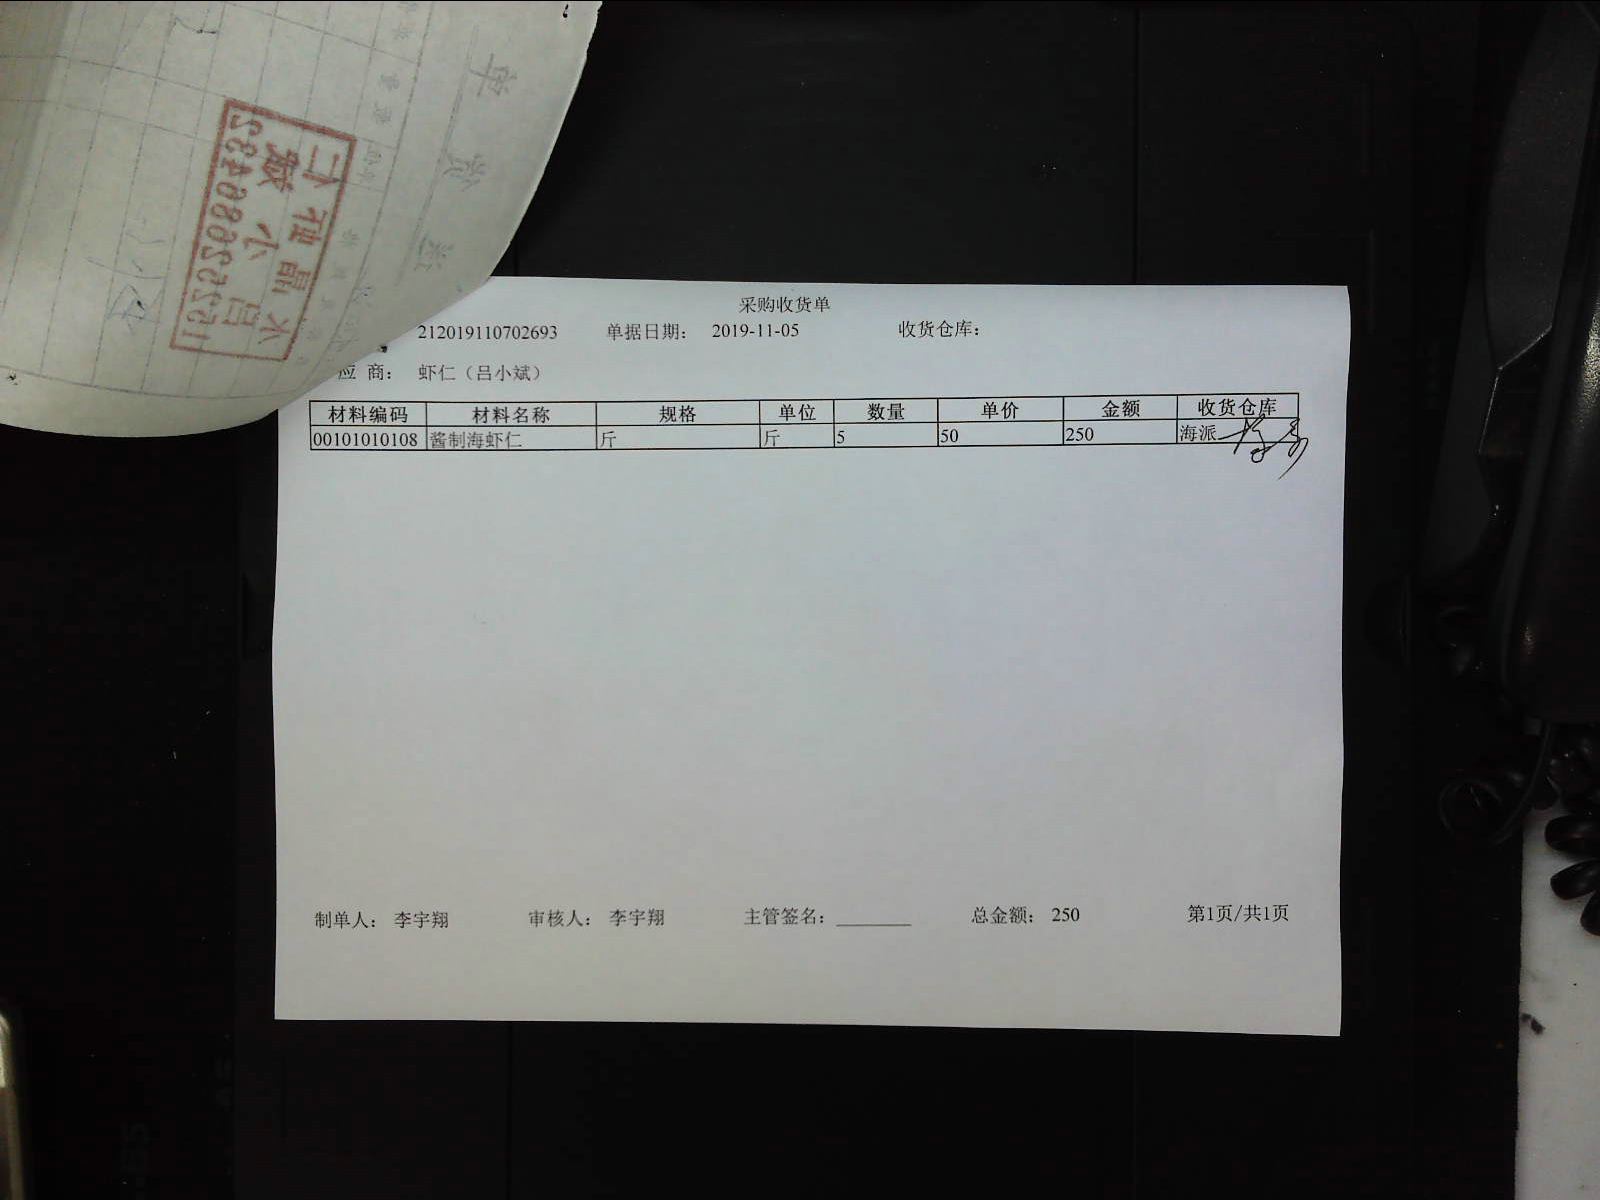 采购收货单
212019110702693 单据日期: 2019-11-05 收货仓库:
应 商: 虾仁（吕小斌）
材料编码 材料名称 规格 单位 数量 单价 金额 收货仓库
00101010108 酱制海虾仁 斤 斤 5 50 250 海派
制单人: 李宇翔 审核人: 李宇翔 主管签名: ________ 总金额: 250 第1页/共1页